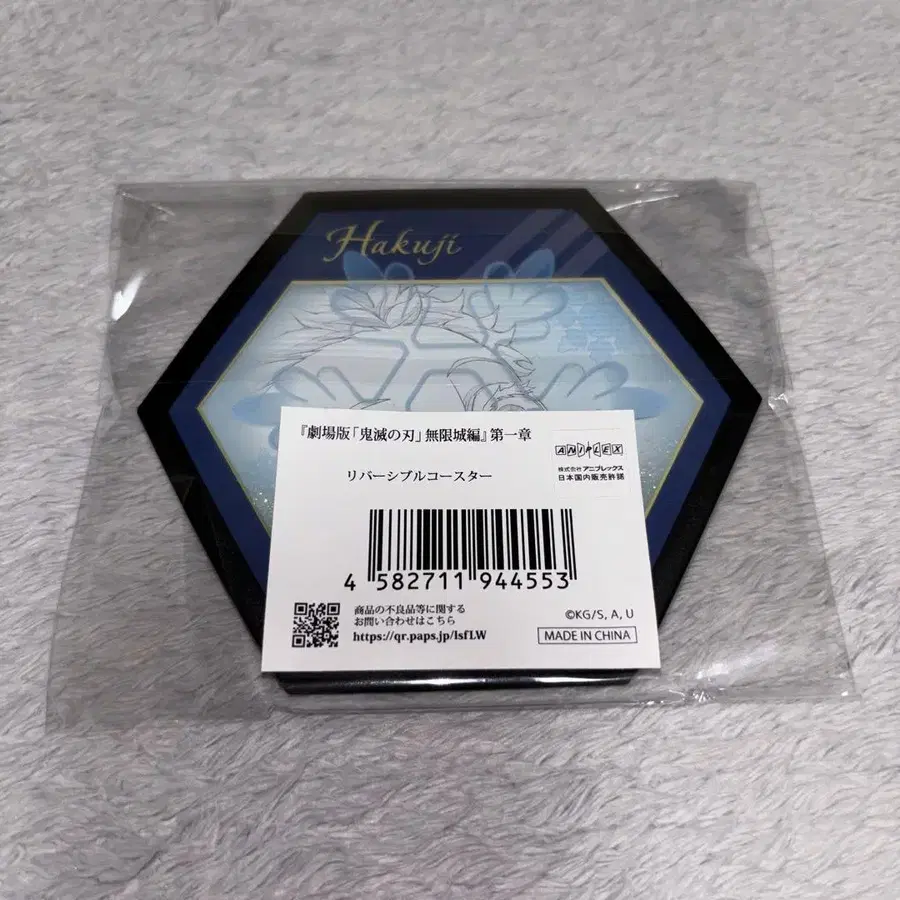 Hakuji
『劇場版「鬼滅の刃」無限城編』第一章
ANIPLEX
株式会社アニプレックス
日本国内販売許諾
リバーシブルコースター
4 582711 944553
商品の不良品等に関する
お問い合わせはこちら
https://qr.paps.jp/lsfLW
©KG/S, A, U
MADE IN CHINA